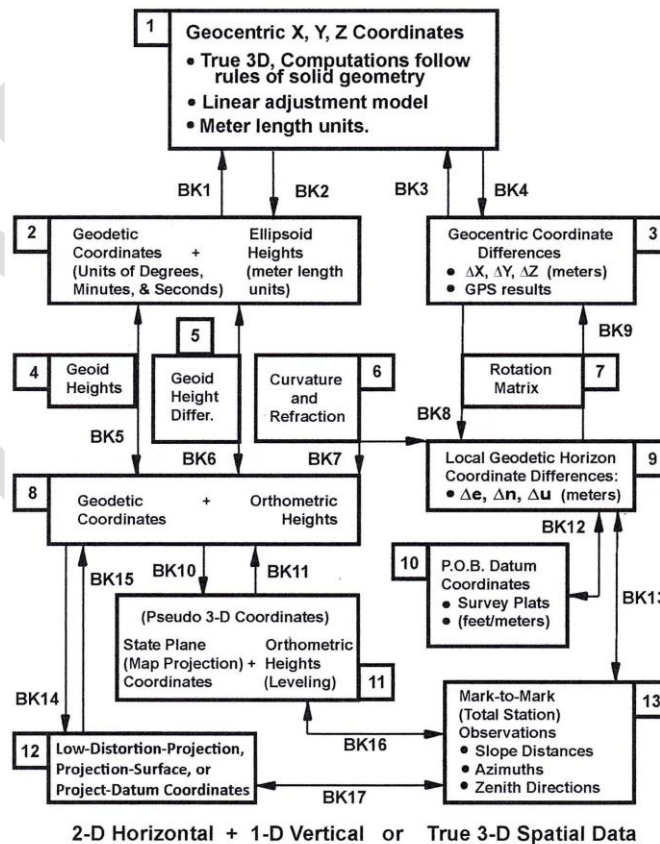 1
Geocentric X, Y, Z Coordinates
• True 3D, Computations follow
rules of solid geometry
• Linear adjustment model
• Meter length units.
BK1
BK2
BK3
BK4
2
Geodetic Coordinates + Ellipsoid Heights
(Units of Degrees, Minutes, & Seconds) (meter length units)
3
Geocentric Coordinate
Differences
• ΔX, ΔY, ΔZ (meters)
• GPS results
4
Geoid
Heights
5
Geoid
Height
Differ.
6
Curvature
and
Refraction
7
Rotation
Matrix
BK9
BK8
BK5
BK6
BK7
8
Geodetic Coordinates + Orthometric Heights
9
Local Geodetic Horizon
Coordinate Differences:
• Δe, Δn, Δu (meters)
BK12
BK15
BK10
BK11
10
P.O.B. Datum
Coordinates
• Survey Plats
• (feet/meters)
BK13
(Pseudo 3-D Coordinates)
State Plane Orthometric
(Map Projection) + Heights
Coordinates (Leveling)
11
BK14
12
Low-Distortion-Projection,
Projection-Surface, or
Project-Datum Coordinates
BK16
BK17
13
Mark-to-Mark
(Total Station)
Observations
• Slope Distances
• Azimuths
• Zenith Directions
2-D Horizontal + 1-D Vertical or True 3-D Spatial Data